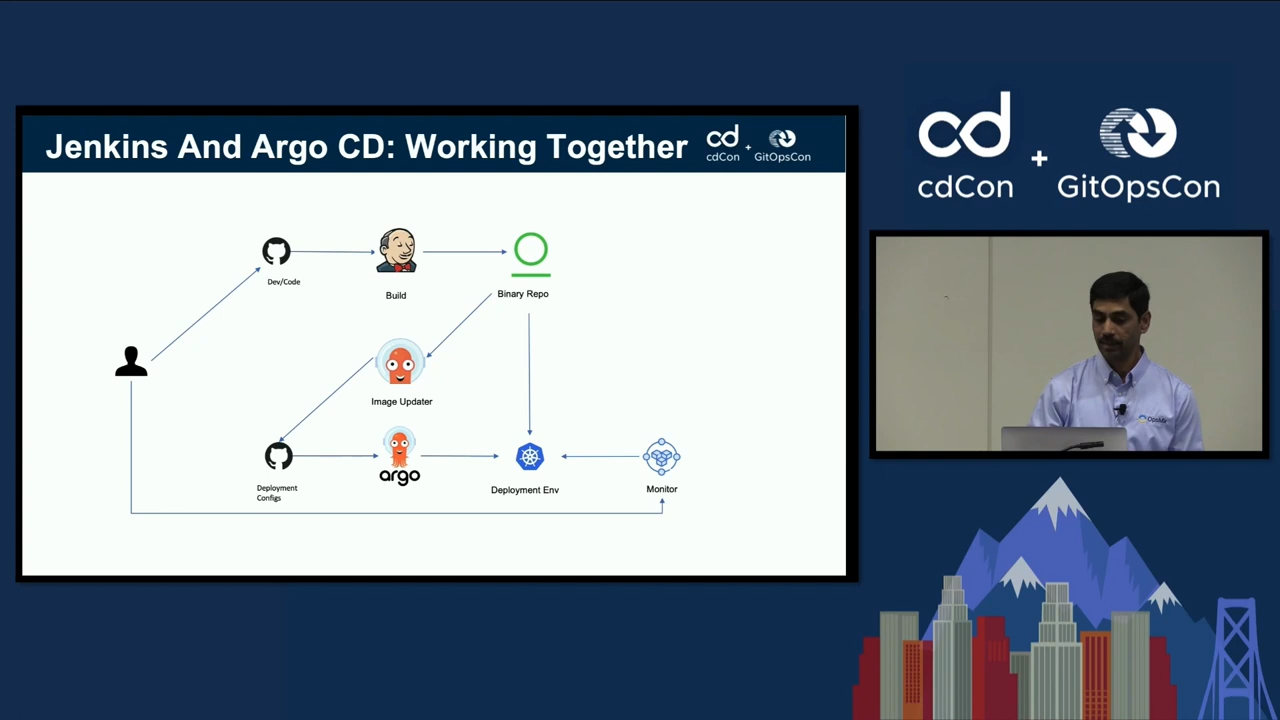 Jenkins And Argo CD: Working Together
cd
cdCon
+
GitOpsCon
Dev/Code
Build
Binary Repo
Image Updater
argo
Deployment
Configs
Deployment Env
Monitor
cd
cdCon
+
GitOpsCon
OpsMx